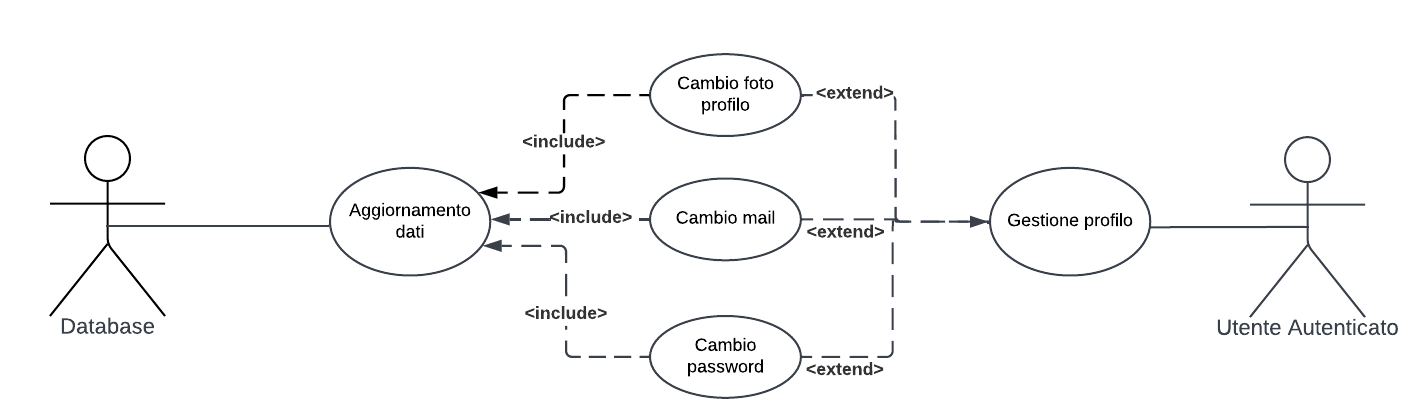 Cambio foto
profilo
<extend>
<include>
Aggiornamento
dati
<include>
Cambio mail
<extend>
Gestione profilo
<include>
Database
Utente Autenticato
Cambio
password
<extend>